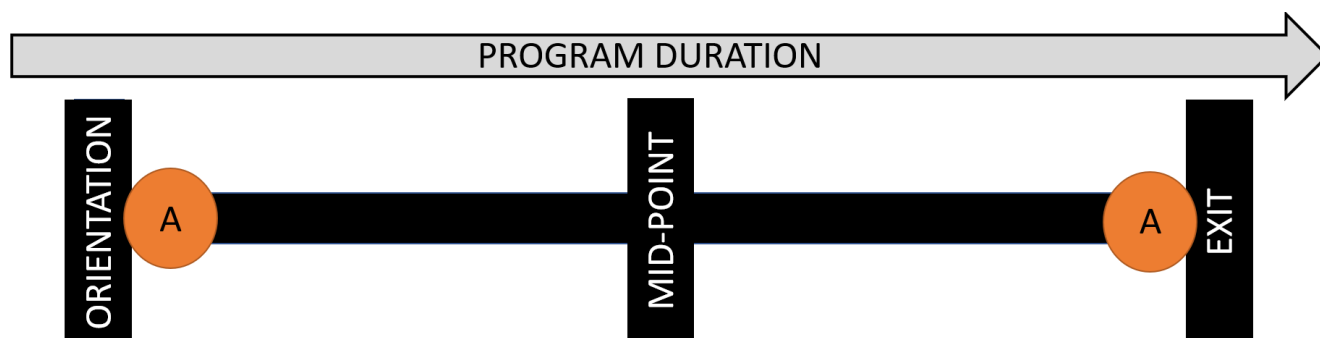 PROGRAM DURATION
ORIENTATION
A
MID-POINT
A
EXIT